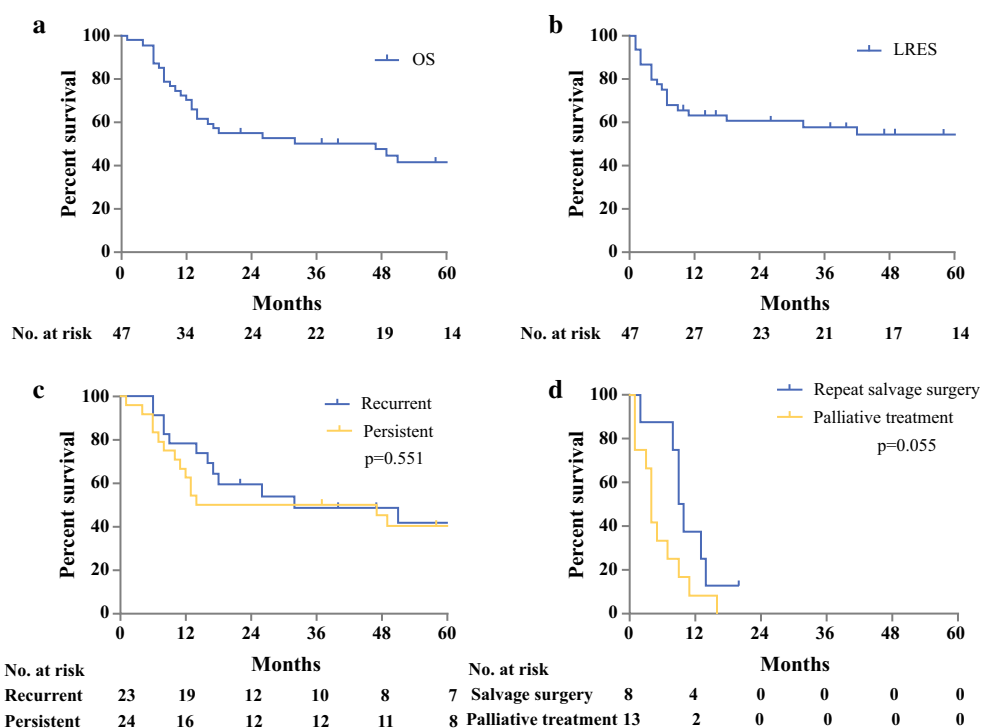 a
100
80
60
40
20
0
Percent survival
OS
0 12 24 36 48 60
Months
No. at risk 47 34 24 22 19 14
b
100
80
60
40
20
0
Percent survival
LRES
0 12 24 36 48 60
Months
No. at risk 47 27 23 21 17 14
c
100
80
60
40
20
0
Percent survival
Recurrent
Persistent
p=0.551
0 12 24 36 48 60
Months
No. at risk
Recurrent 23 19 12 10 8 7
Persistent 24 16 12 12 11 8
d
100
80
60
40
20
0
Percent survival
Repeat salvage surgery
Palliative treatment
p=0.055
0 12 24 36 48 60
Months
No. at risk
Salvage surgery 8 4 0 0 0 0
Palliative treatment 13 2 0 0 0 0